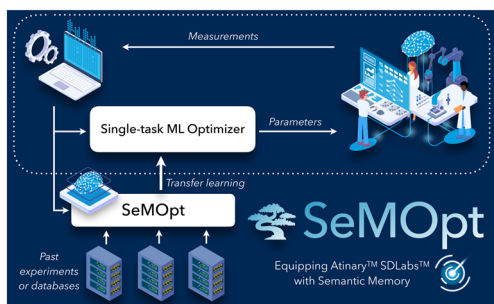 Measurements
Single-task ML Optimizer
Parameters
Transfer learning
SeMOpt
Past
experiments
or databases
SeMOpt
Equipping Atinary™ SDLabs™
with Semantic Memory